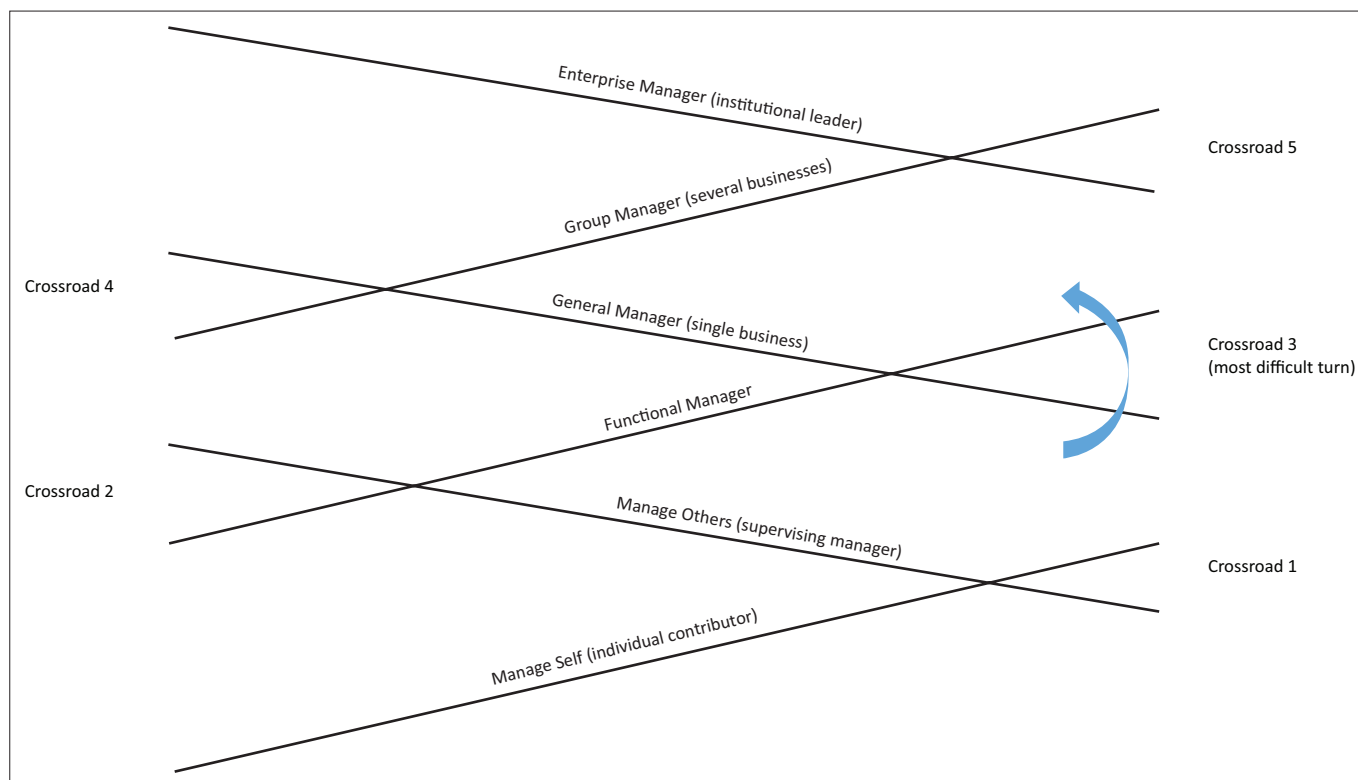 Enterprise Manager (institutional leader)
Crossroad 5
Group Manager (several businesses)
Crossroad 4
General Manager (single business)
Crossroad 3
(most difficult turn)
Functional Manager
Crossroad 2
Manage Others (supervising manager)
Crossroad 1
Manage Self (individual contributor)